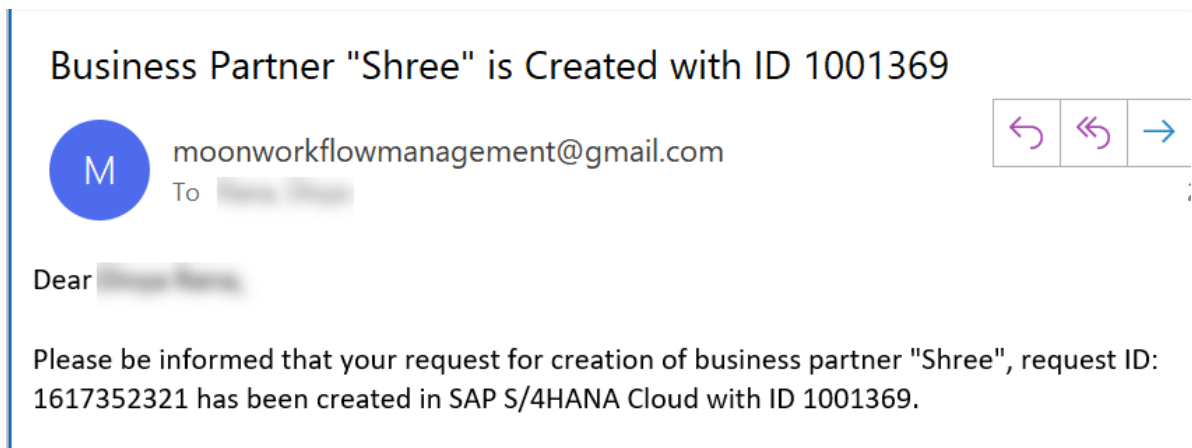 Business Partner "Shree" is Created with ID 1001369
M
moonworkflowmanagement@gmail.com
To
Dear
Please be informed that your request for creation of business partner "Shree", request ID:
1617352321 has been created in SAP S/4HANA Cloud with ID 1001369.